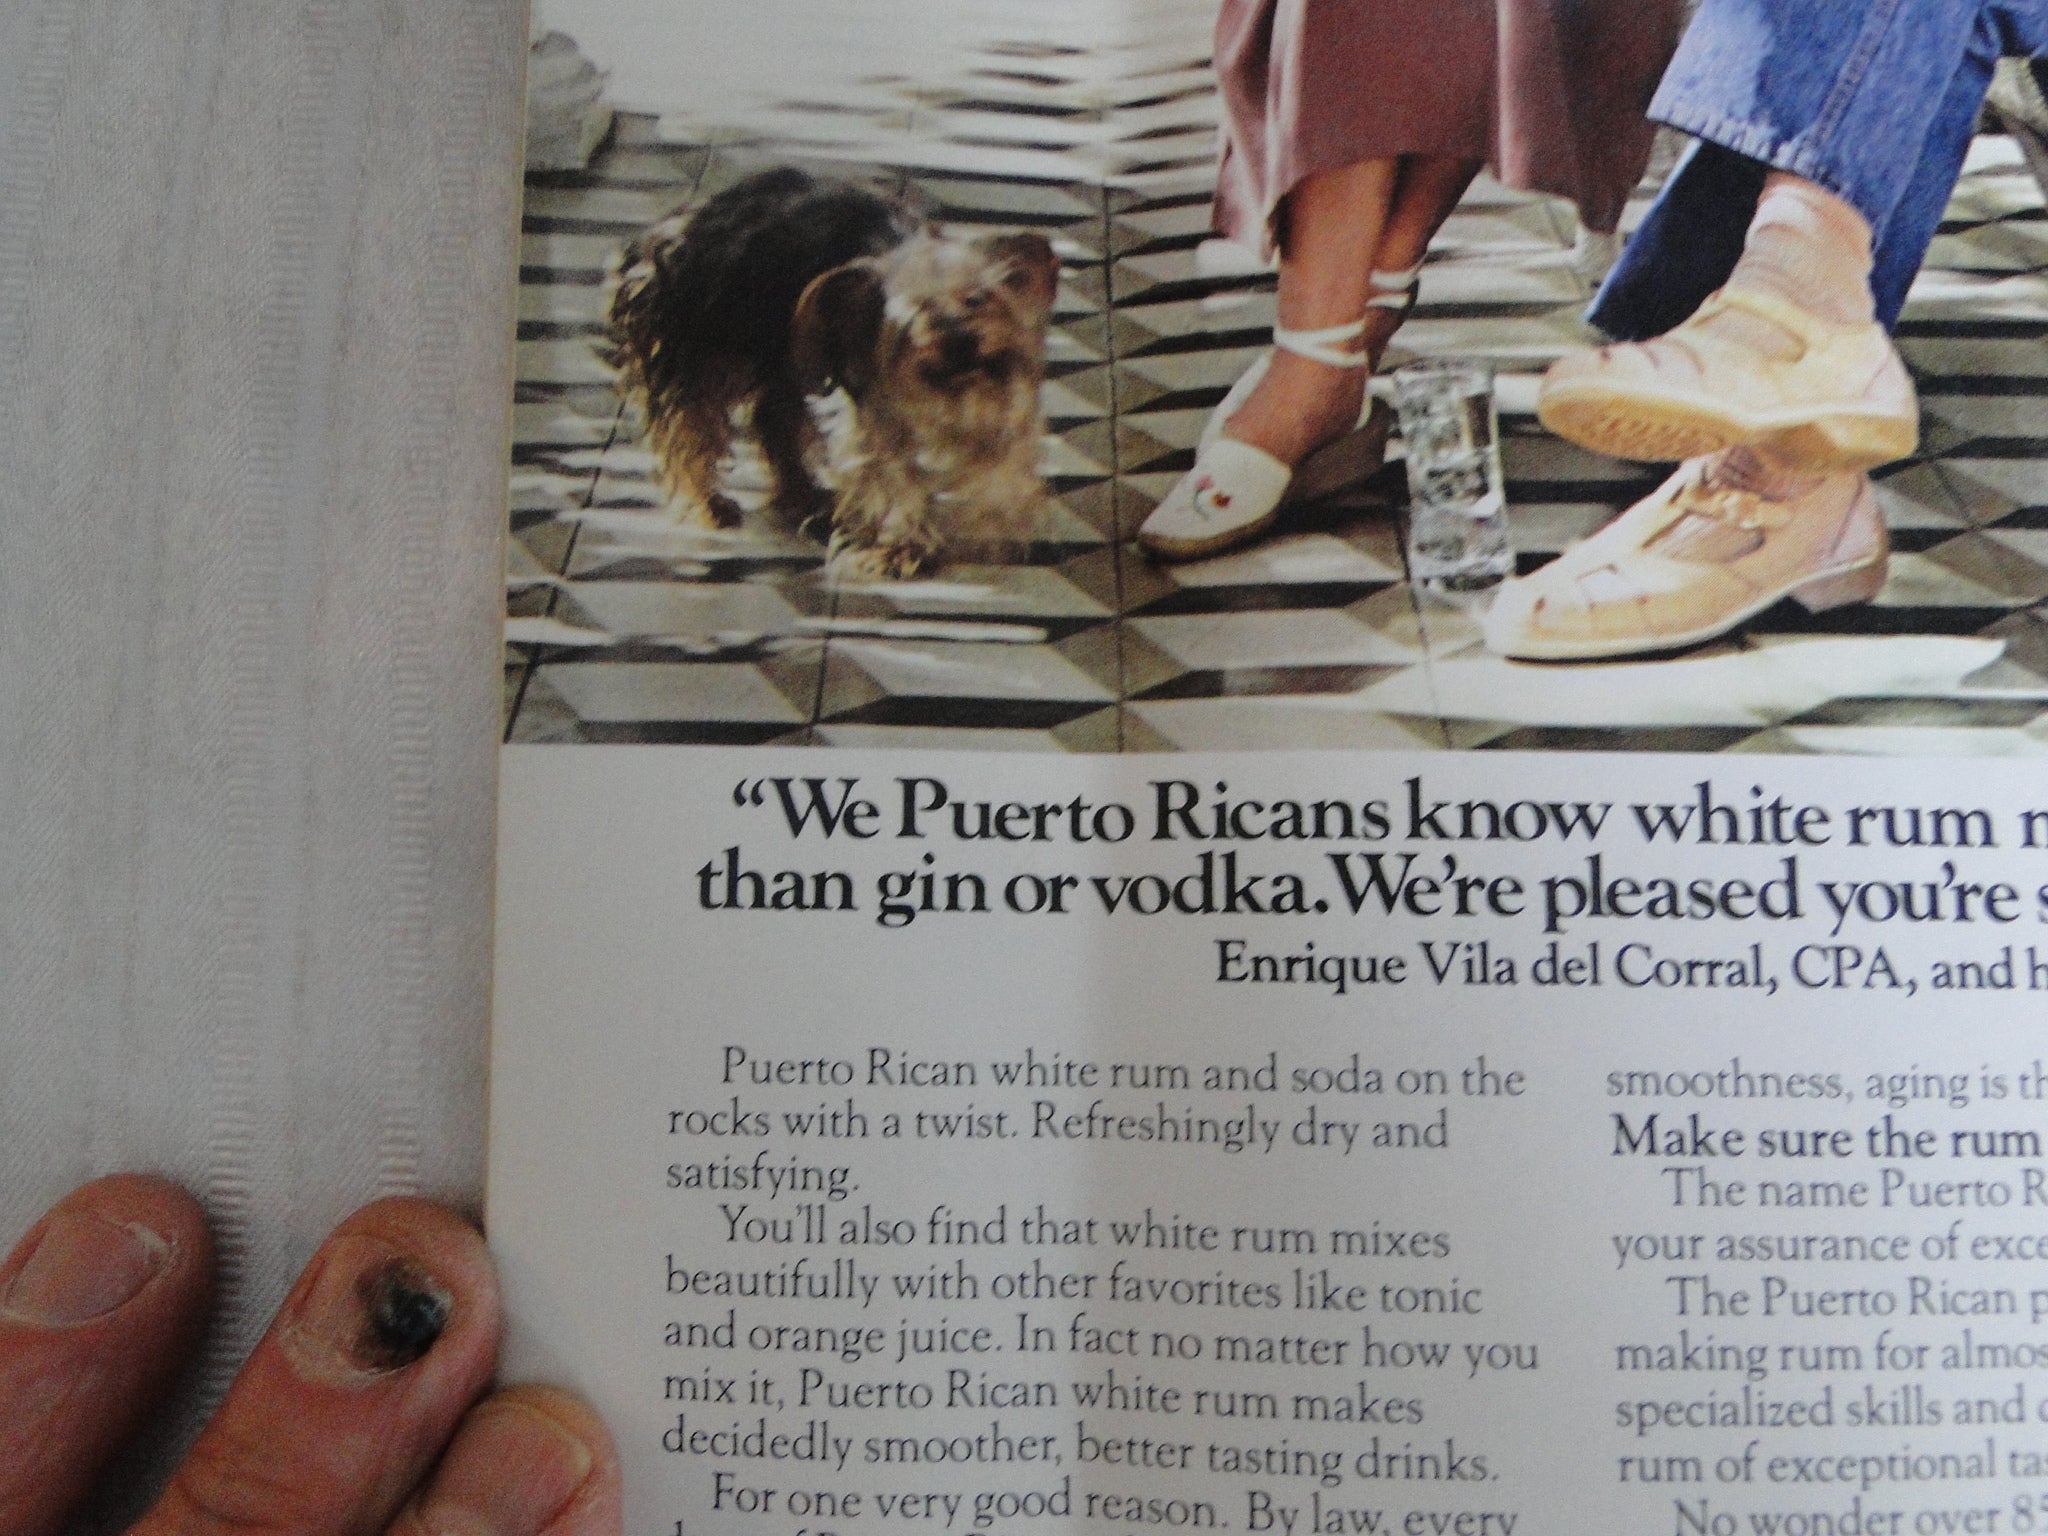 “We Puerto Ricans know white rum
than gin or vodka. We’re pleased you’re
Enrique Vila del Corral, CPA, and
Puerto Rican white rum and soda on the
rocks with a twist. Refreshingly dry and
satisfying.
You’ll also find that white rum mixes
beautifully with other favorites like tonic
and orange juice. In fact no matter how you
mix it, Puerto Rican white rum makes
decidedly smoother, better tasting drinks.
For one very good reason. By law, every
smoothness, aging is
Make sure the rum
The name Puerto
your assurance of
The Puerto Rican
making rum for
specialized skills and
rum of exceptional
No wonder over